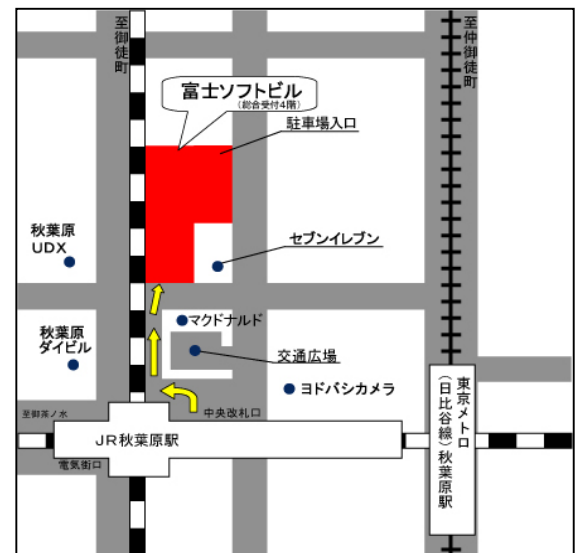 至御徒町
至仲御徒町
富士ソフトビル
(総合受付4階)
駐車場入口
秋葉原
UDX
セブンイレブン
マクドナルド
秋葉原
ダイビル
交通広場
ヨドバシカメラ
至御茶ノ水
中央改札口
JR秋葉原駅
電気街口
東京メトロ
(日比谷線)秋葉原駅